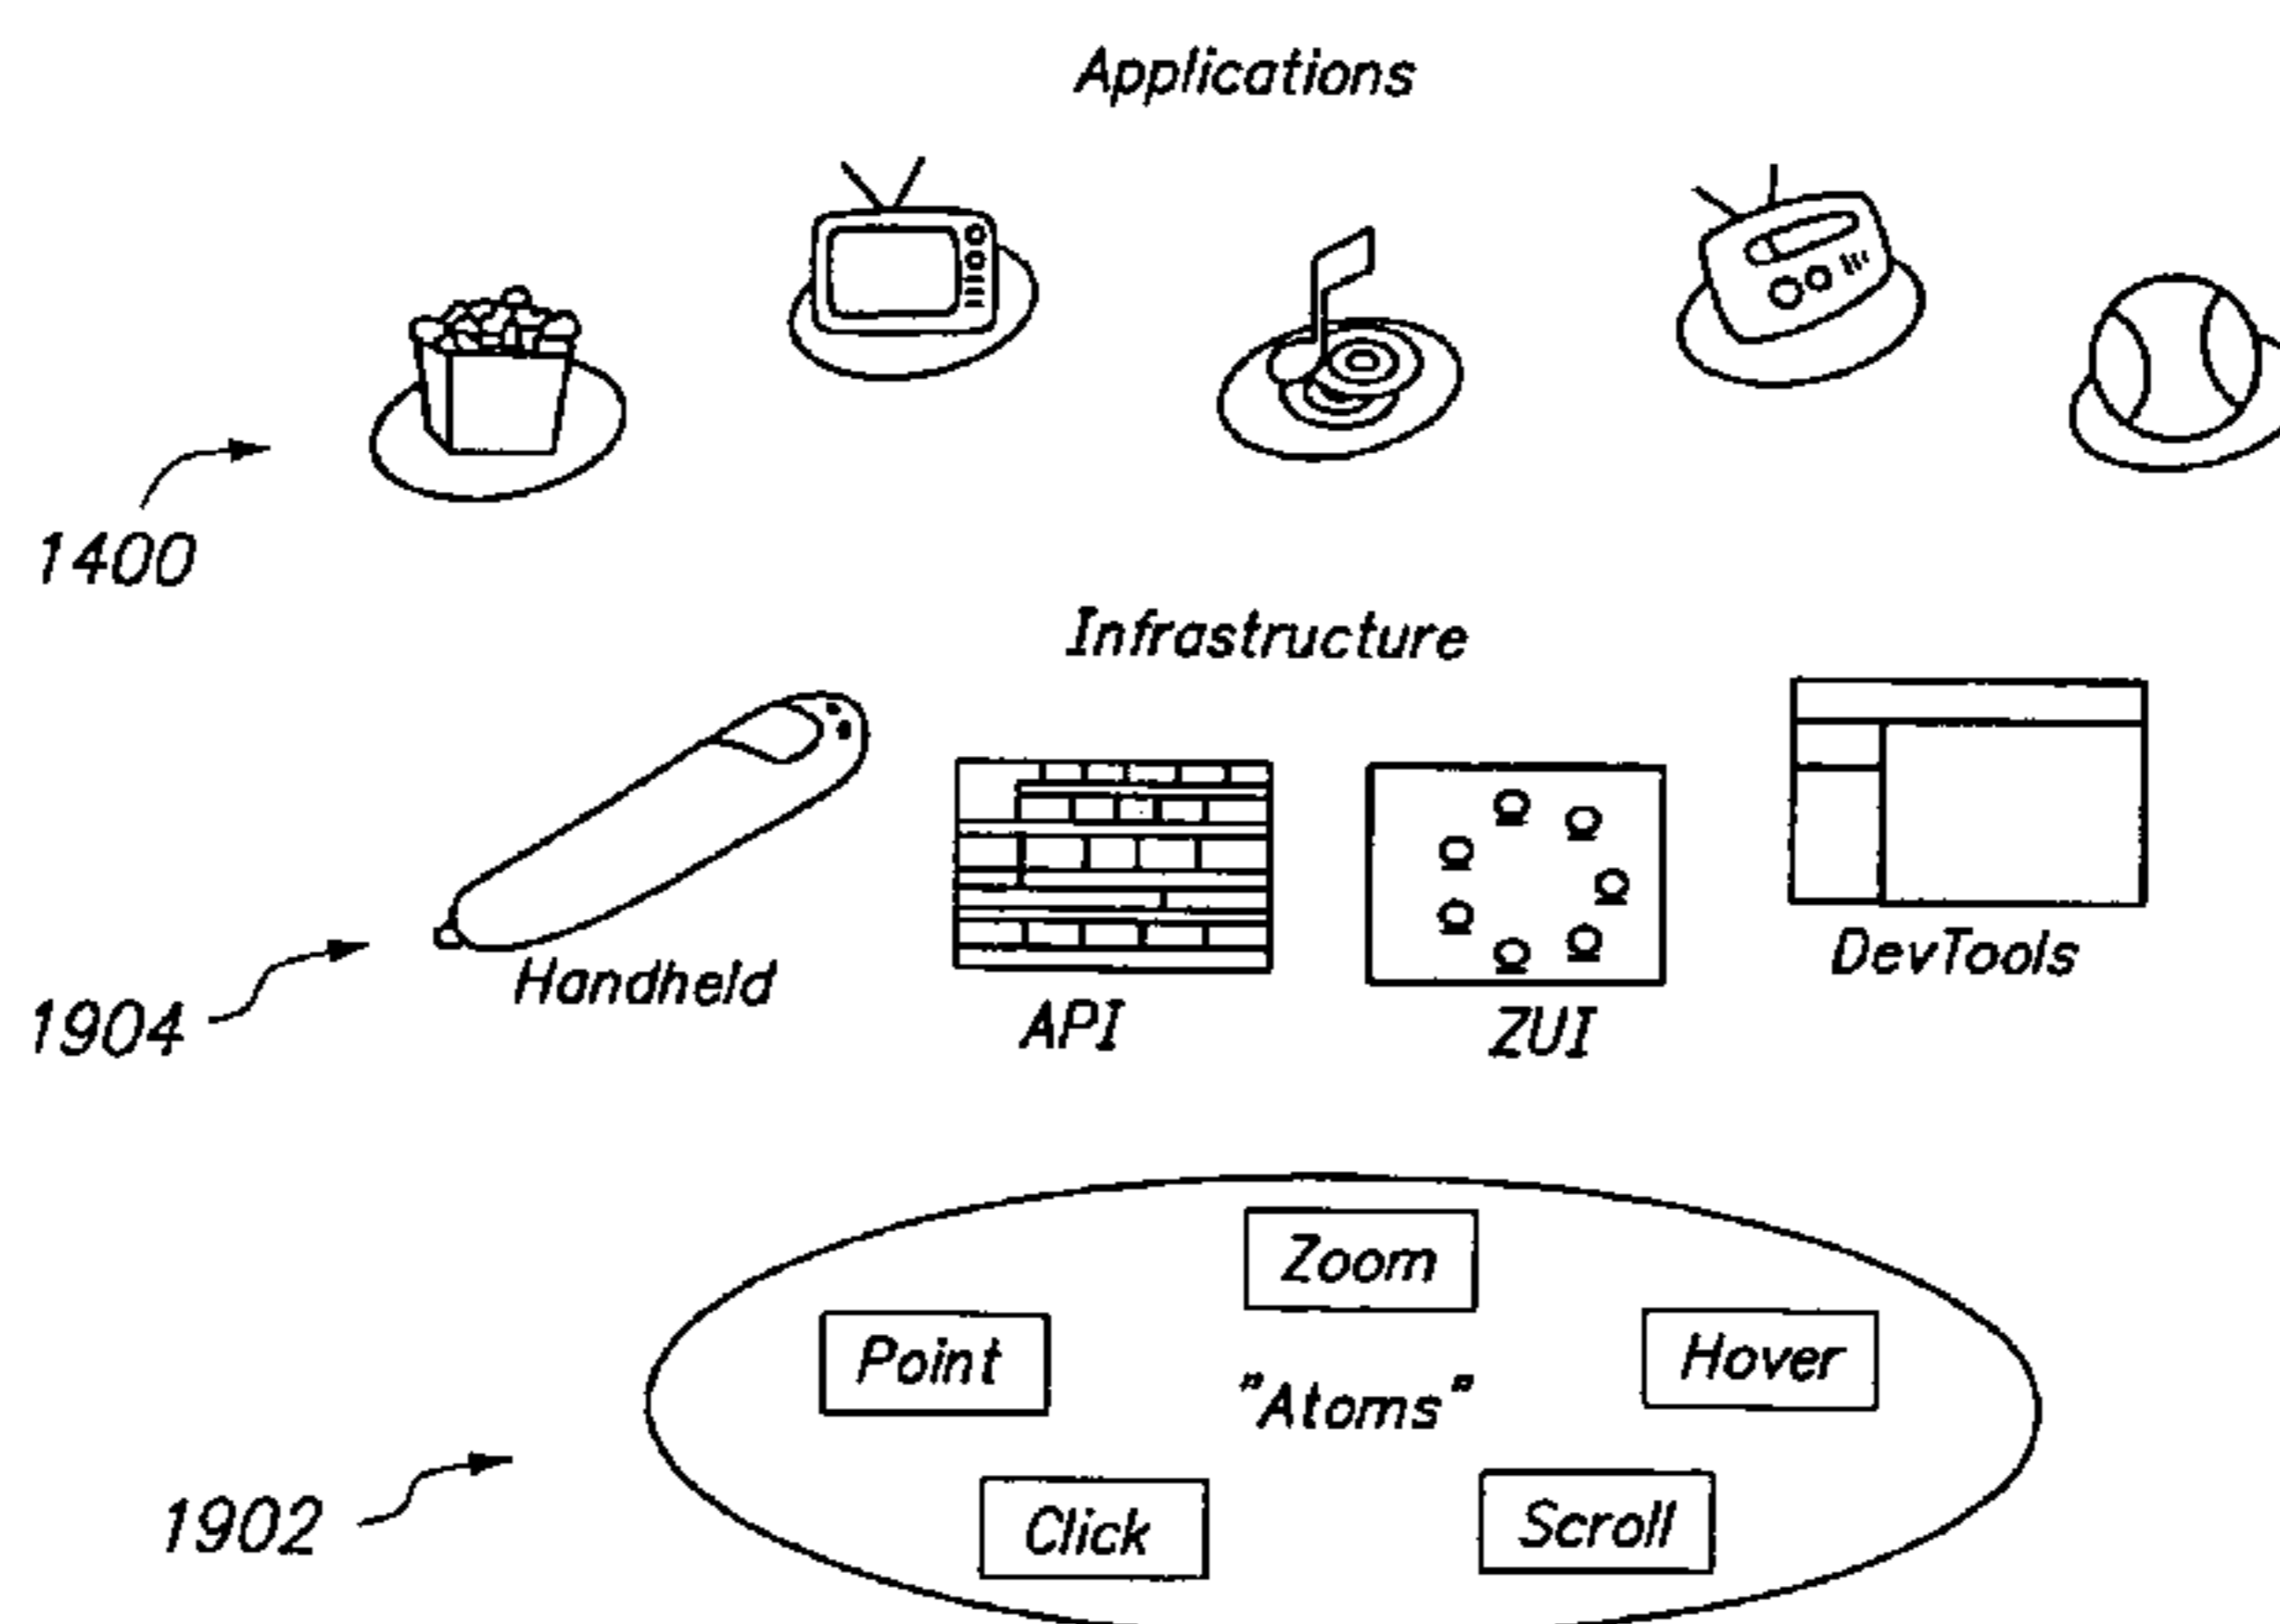 Applications
1400
Infrastructure
Handheld
API
ZUI
DevTools
1904
Zoom
Point
Hover
"Atoms"
Click
Scroll
1902